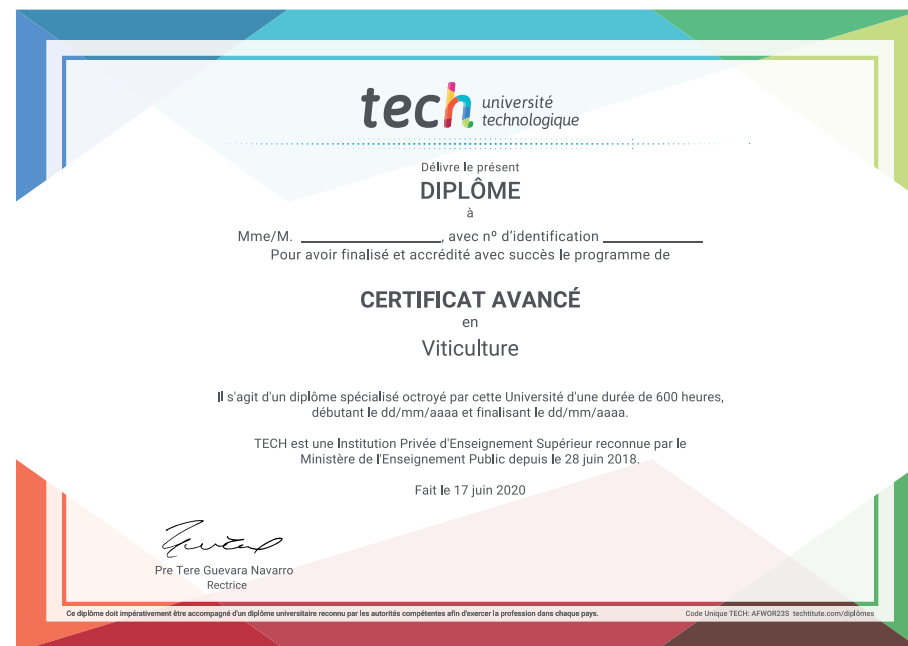 tech université
technologique
Délivre le présent
DIPLÔME
à
Mme/M. ____________________, avec nº d'identification ______________
Pour avoir finalisé et accrédité avec succès le programme de
CERTIFICAT AVANCÉ
en
Viticulture
Il s'agit d'un diplôme spécialisé octroyé par cette Université d'une durée de 600 heures,
débutant le dd/mm/aaaa et finalisant le dd/mm/aaaa.
TECH est une Institution Privée d'Enseignement Supérieur reconnue par le
Ministère de l'Enseignement Public depuis le 28 juin 2018.
Fait le 17 juin 2020
Pre Tere Guevara Navarro
Rectrice
Ce diplôme doit impérativement être accompagné d'un diplôme universitaire reconnu par les autorités compétentes afin d'exercer la profession dans chaque pays.
Code Unique TECH: AFWOR23S techtitute.com/diplômes